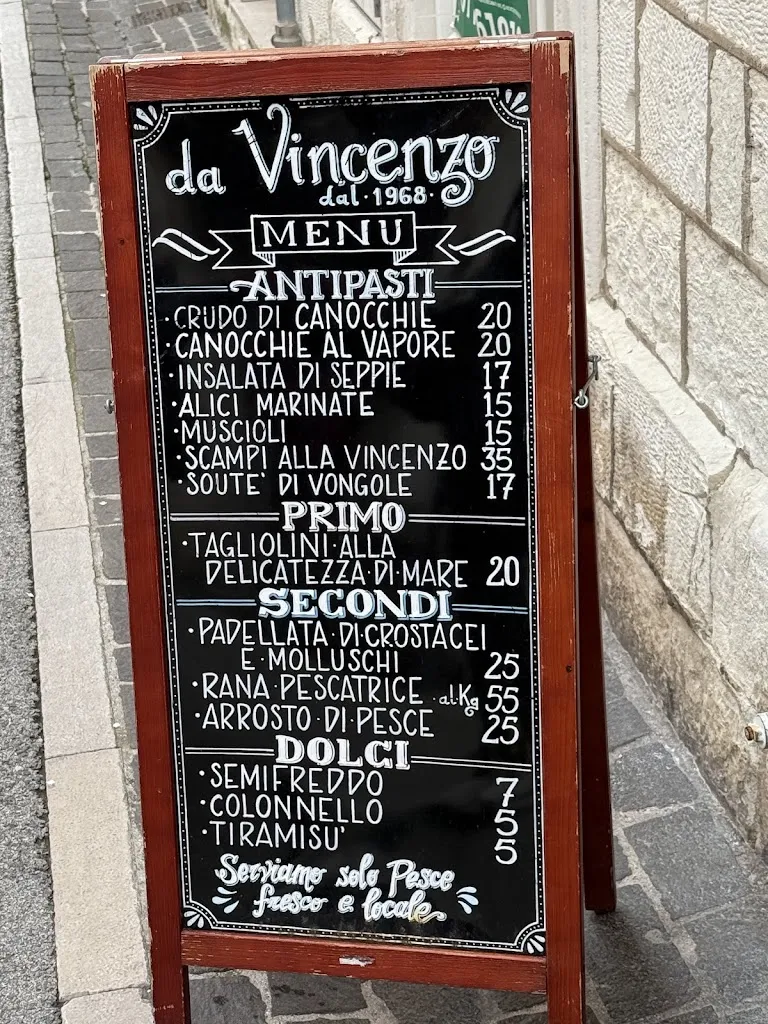 da Vincenzo
dal · 1968 ·
MENU
ANTIPASTI
· CRUDO DI CANOCCHIE 20
· CANOCCHIE AL VAPORE 20
· INSALATA DI SEPPIE 17
· ALICI MARINATE 15
· MUSCIOLI 15
· SCAMPI ALLA VINCENZO 35
· SOUTE' DI VONGOLE 17
PRIMO
· TAGLIOLINI · ALLA
DELICATEZZA · DI · MARE 20
SECONDI
· PADELLATA · DI · CROSTACEI
E · MOLLUSCHI 25
· RANA · PESCATRICE · al · Kg 55
· ARROSTO · DI · PESCE 25
DOLCI
· SEMIFREDDO 7
· COLONNELLO 5
· TIRAMISU' 5
Serviamo solo Pesce
fresco e locale